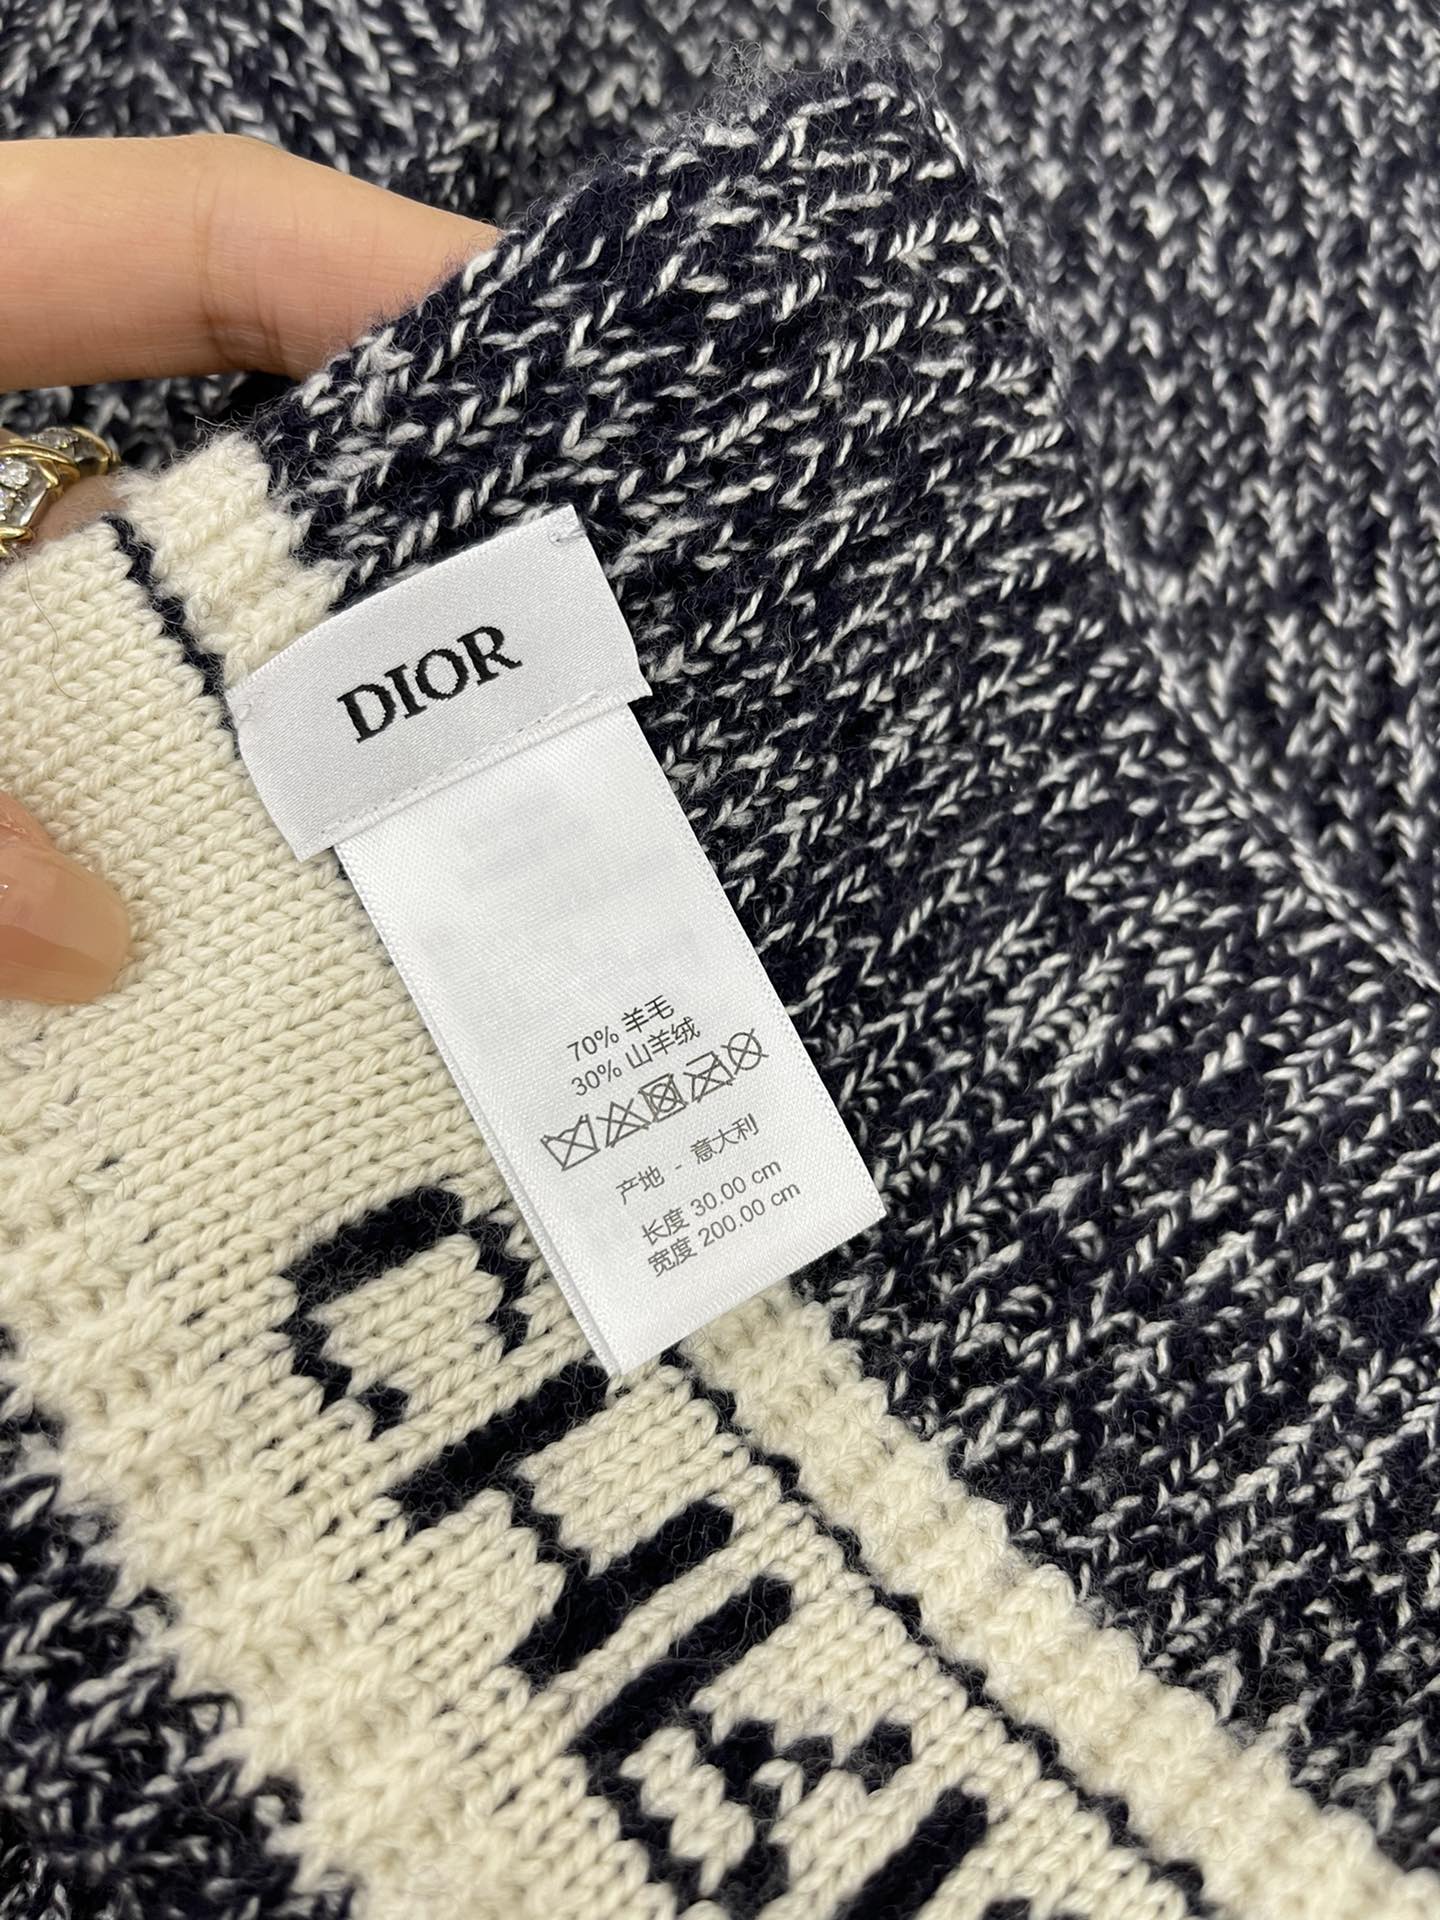 DIOR
70% 羊毛
30% 山羊绒
产地 - 意大利
长度 30.00 cm
宽度 200.00 cm